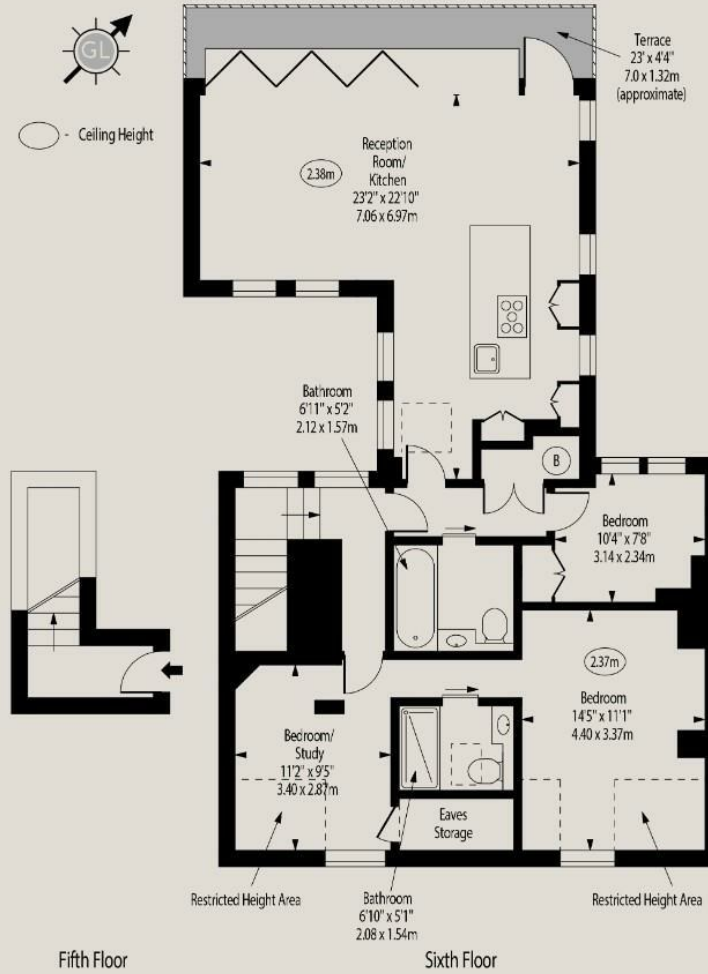 GL
- Ceiling Height
Terrace
23' x 4'4"
7.0 x 1.32m
(approximate)
Reception
Room/
Kitchen
23'2" x 22'10"
7.06 x 6.97m
2.38m
Bathroom
6'11" x 5'2"
2.12 x 1.57m
B
Bedroom
10'4" x 7'8"
3.14 x 2.34m
2.37m
Bedroom
14'5" x 11'1"
4.40 x 3.37m
Bedroom/
Study
11'2" x 9'5"
3.40 x 2.87m
Eaves
Storage
Restricted Height Area
Bathroom
6'10" x 5'1"
2.08 x 1.54m
Restricted Height Area
Fifth Floor
Sixth Floor